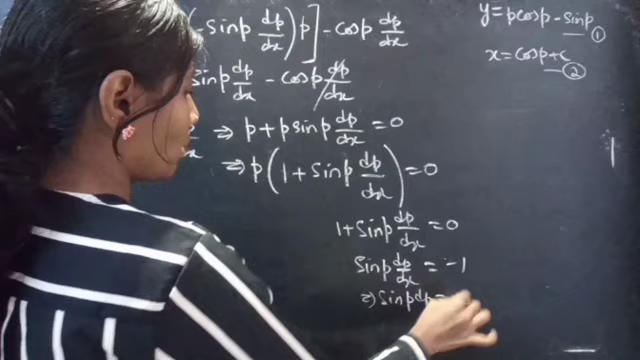 -Sinp dp/dx)p] - cosp dp/dx
Sinp dp/dx - cosp dp/dx
⇒ p + p sinp dp/dx = 0
⇒ p(1 + sinp dp/dx) = 0
1 + Sinp dp/dx = 0
Sinp dp/dx = -1
⇒ Sinp dp =
y = p cosp - sinp ①
x = cosp + c ②